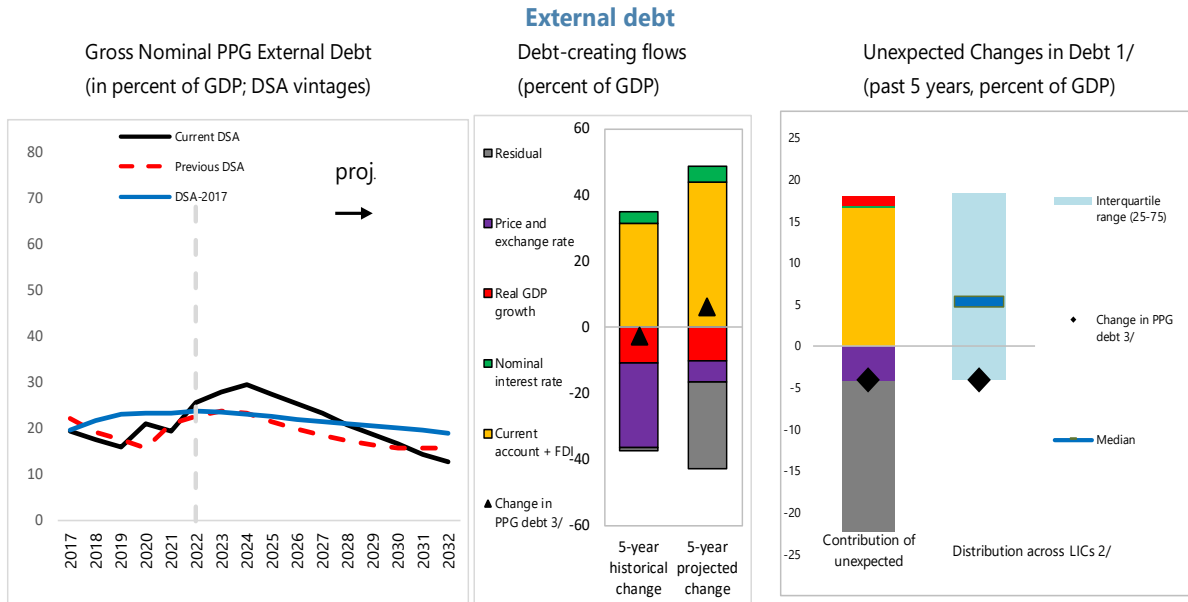 External debt
Gross Nominal PPG External Debt
(in percent of GDP; DSA vintages)
Current DSA
Previous DSA
DSA-2017
proj.
80
70
60
50
40
30
20
10
0
2017
2018
2019
2020
2021
2022
2023
2024
2025
2026
2027
2028
2029
2030
2031
2032
Debt-creating flows
(percent of GDP)
Residual
Price and
exchange rate
Real GDP
growth
Nominal
interest rate
Current
account + FDI
Change in
PPG debt 3/
60
40
20
0
-20
-40
-60
5-year
historical
change
5-year
projected
change
Unexpected Changes in Debt 1/
(past 5 years, percent of GDP)
25
20
15
10
5
0
-5
-10
-15
-20
-25
Contribution of
unexpected
Distribution across LICs 2/
Interquartile
range (25-75)
Change in PPG
debt 3/
Median